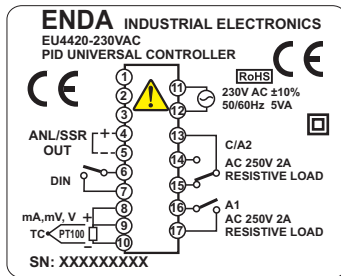 ENDA INDUSTRIAL ELECTRONICS
EU4420-230VAC
PID UNIVERSAL CONTROLLER
CE
RoHS
CE
230V AC ±10%
50/60Hz 5VA
1
2
3
4
5
6
7
8
9
10
11
12
13
14
15
16
17
ANL/SSR
OUT
+
−
DIN
mA,mV, V
+
TC
PT100
−
C/A2
AC 250V 2A
RESISTIVE LOAD
A1
AC 250V 2A
RESISTIVE LOAD
SN: XXXXXXXXX